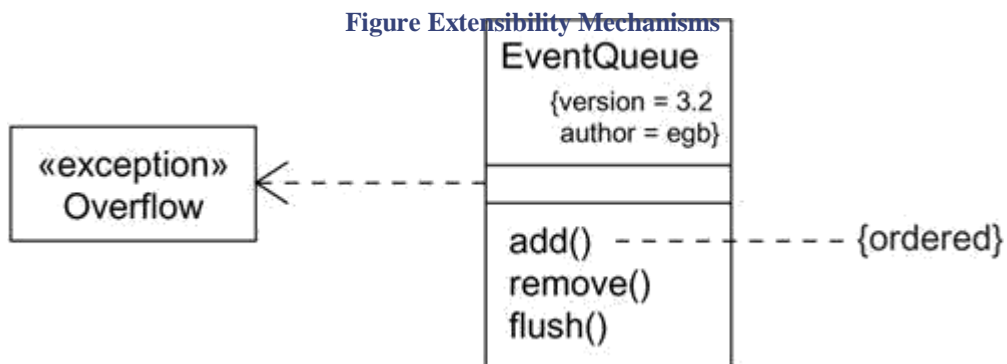 Figure Extensibility Mechanisms
EventQueue
{version = 3.2
author = egb}
«exception»
Overflow
add()
{ordered}
remove()
flush()